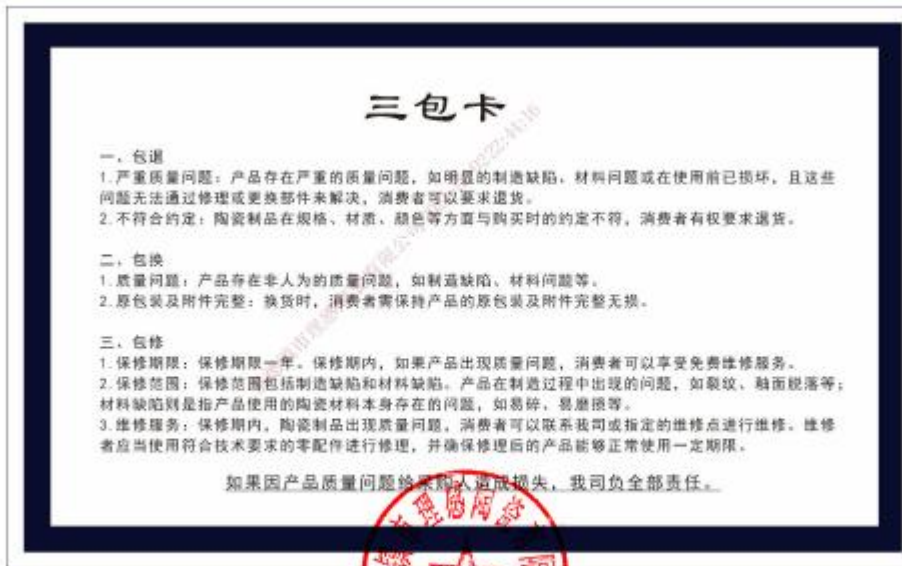 三包卡
一、包退
1.严重质量问题：产品存在严重的质量问题，如明显的制造缺陷、材料问题或在使用前已损坏，且这些
问题无法通过修理或更换部件来解决，消费者可以要求退货。
2.不符合约定：陶瓷制品在规格、材质、颜色等方面与购买时的约定不符，消费者有权要求退货。
二、包换
1.质量问题：产品存在非人为的质量问题，如制造缺陷、材料问题等。
2.原包装及附件完整：换货时，消费者需保持产品的原包装及附件完整无损。
三、包修
1.保修期限：保修期限一年。保修期内，如果产品出现质量问题，消费者可以享受免费维修服务。
2.保修范围：保修范围包括制造缺陷和材料缺陷。产品在制造过程中出现的问题，如裂纹、釉面脱落等；
材料缺陷则是指产品使用的陶瓷材料本身存在的问题，如易碎、易磨损等。
3.维修服务：保修期内，陶瓷制品出现质量问题，消费者可以联系我司或指定的维修点进行维修。维修
者应当使用符合技术要求的零配件进行修理，并确保修理后的产品能够正常使用一定期限。
如果因产品质量问题给采购人造成损失，我司负全部责任。